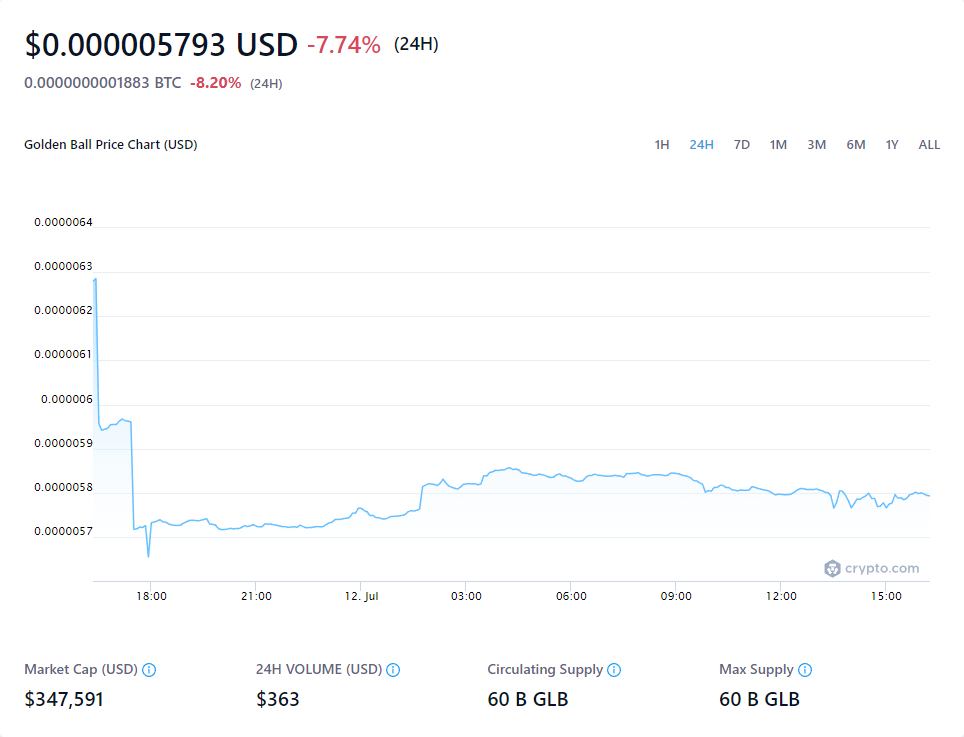 $0.000005793 USD -7.74% (24H)
0.0000000001883 BTC -8.20% (24H)
Golden Ball Price Chart (USD) 1H 24H 7D 1M 3M 6M 1Y ALL
0.0000064
0.0000063
0.0000062
0.0000061
0.000006
0.0000059
0.0000058
0.0000057
crypto.com
18:00 21:00 12. Jul 03:00 06:00 09:00 12:00 15:00
Market Cap (USD) 24H VOLUME (USD) Circulating Supply Max Supply
$347,591 $363 60 B GLB 60 B GLB